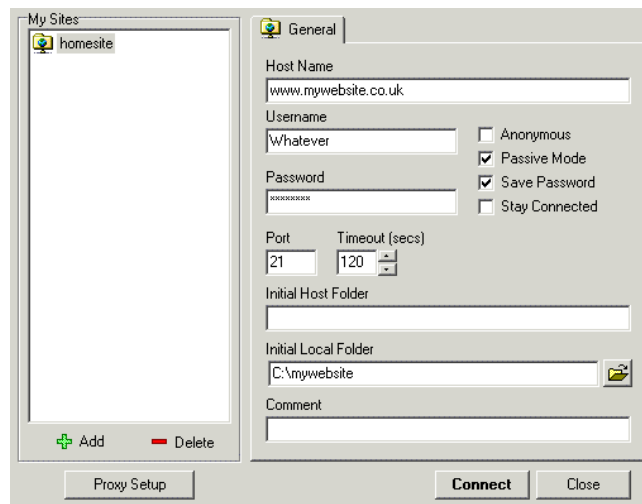 My Sites
homesite
Add
Delete
Proxy Setup
General
Host Name
www.mywebsite.co.uk
Username
Whatever
Anonymous
Passive Mode
Password
Save Password
xxxxxxxx
Stay Connected
Port Timeout (secs)
21 120
Initial Host Folder
Initial Local Folder
C:\mywebsite
Comment
Connect
Close